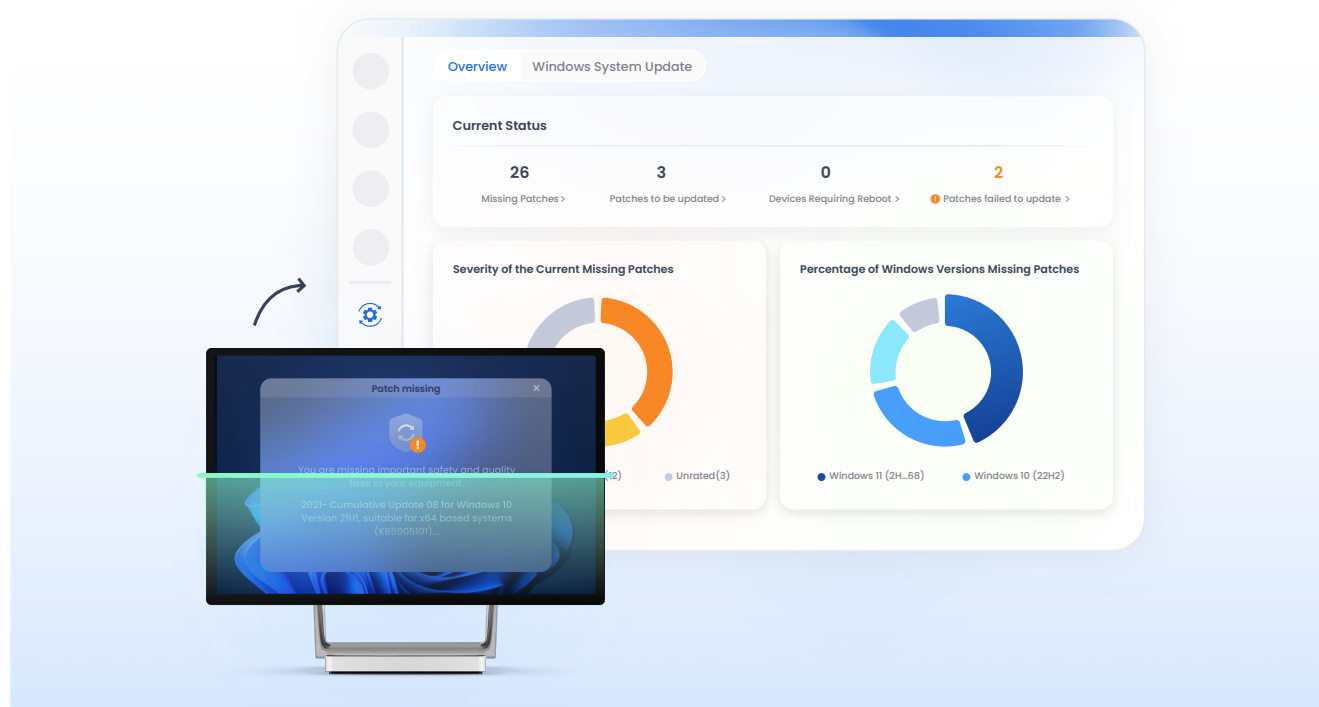 Overview
Windows System Update
Current Status
26
3
0
2
Missing Patches
Patches to be updated
Devices Requiring Reboot
Patches failed to update
Severity of the Current Missing Patches
Percentage of Windows Versions Missing Patches
(12)
Unrated(3)
Windows 11 (2H...68)
Windows 10 (22H2)
Patch missing
You are missing important safety and quality
fixes in your equipment.
2021- Cumulative Update 08 for Windows 10
Version 21H1, suitable for x64 based systems
(KB5005101)...